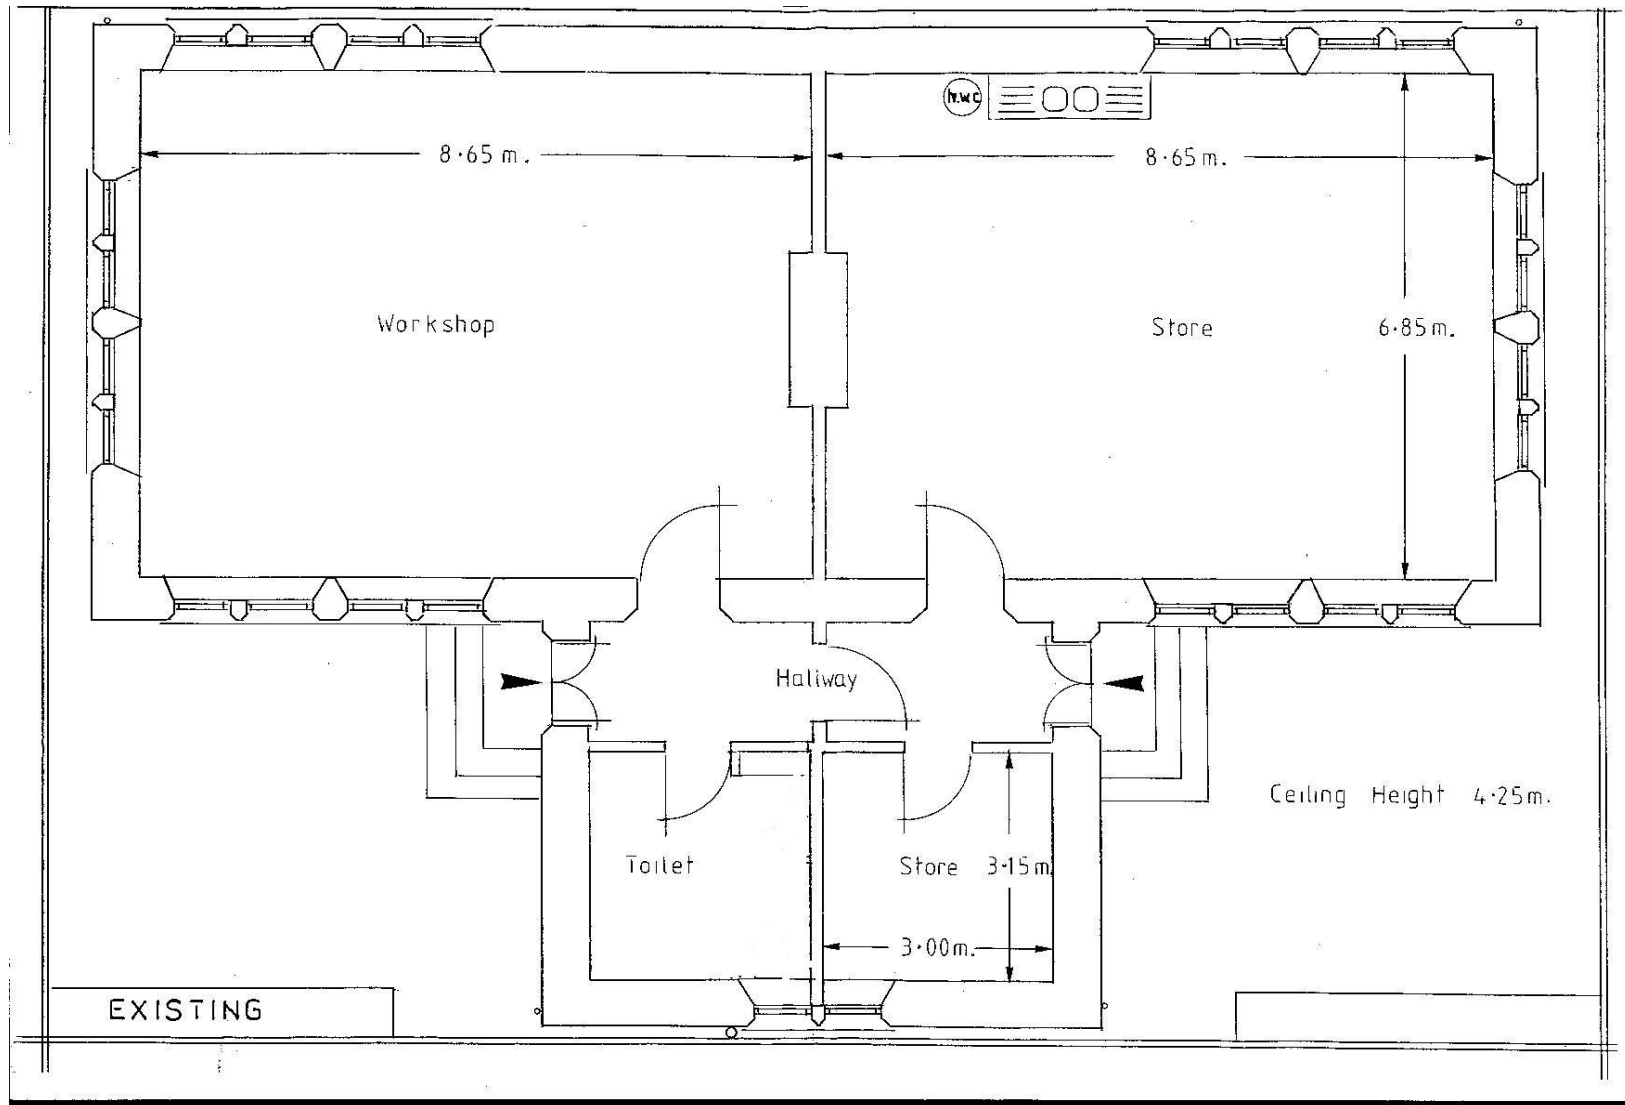 h.w.c
8·65 m.
8·65 m.
Workshop
Store
6·85m.
Hallway
Ceiling Height 4·25m.
Toilet
Store
3·15m
3·00m.
EXISTING